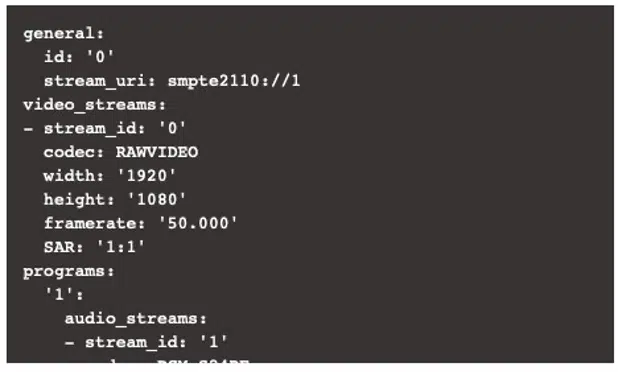 general:
  id: '0'
  stream_uri: smpte2110://1
video_streams:
- stream_id: '0'
  codec: RAWVIDEO
  width: '1920'
  height: '1080'
  framerate: '50.000'
  SAR: '1:1'
programs:
  '1':
    audio_streams:
    - stream_id: '1'